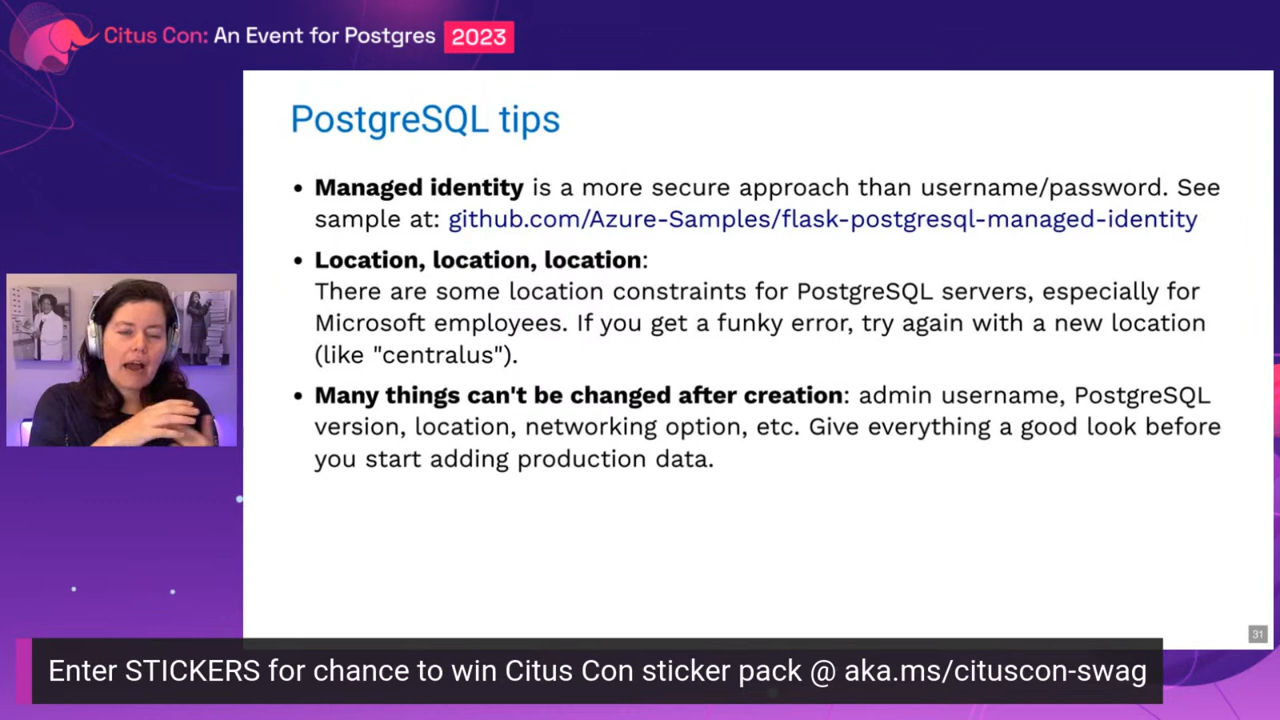 Citus Con: An Event for Postgres 2023
PostgreSQL tips
• Managed identity is a more secure approach than username/password. See
sample at: github.com/Azure-Samples/flask-postgresql-managed-identity
• Location, location, location:
There are some location constraints for PostgreSQL servers, especially for
Microsoft employees. If you get a funky error, try again with a new location
(like "centralus").
• Many things can't be changed after creation: admin username, PostgreSQL
version, location, networking option, etc. Give everything a good look before
you start adding production data.
31
Enter STICKERS for chance to win Citus Con sticker pack @ aka.ms/cituscon-swag